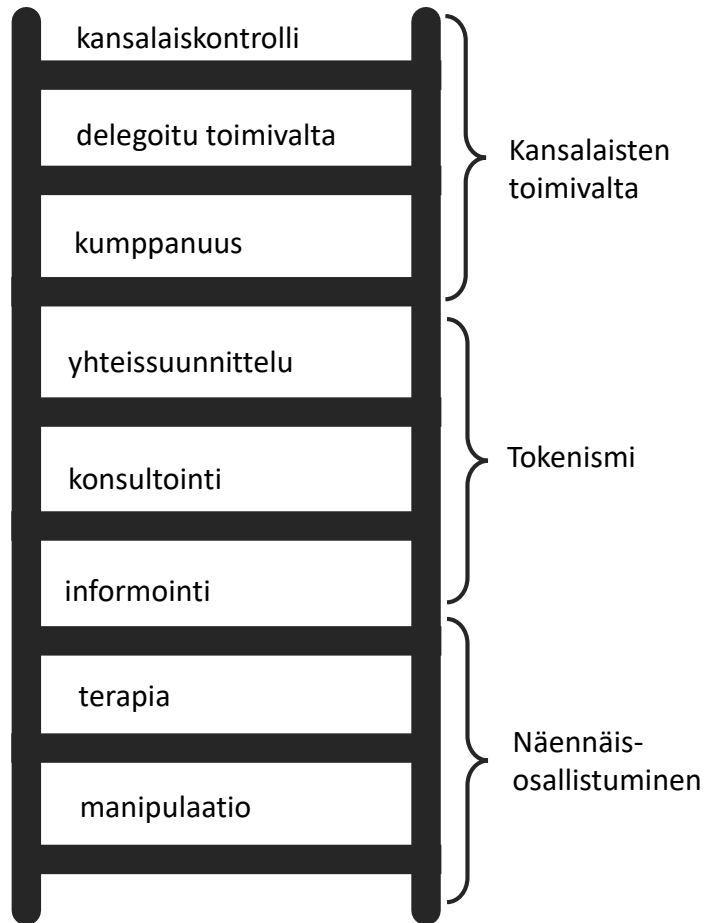 kansalaiskontrolli
delegoitu toimivalta
kumppanuus
Kansalaisten
toimivalta
yhteissuunnittelu
konsultointi
informointi
Tokenismi
terapia
manipulaatio
Näennäis-
osallistuminen